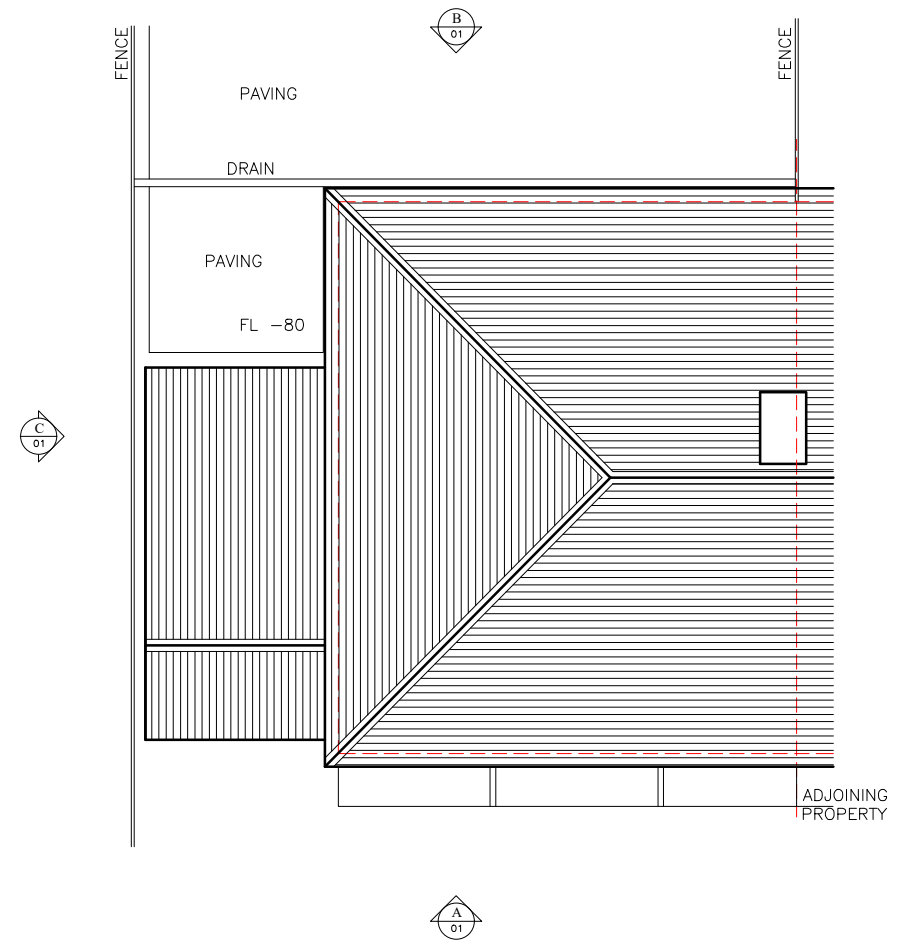 B
01
FENCE
FENCE
PAVING
DRAIN
PAVING
FL -80
C
01
ADJOINING
PROPERTY
A
01